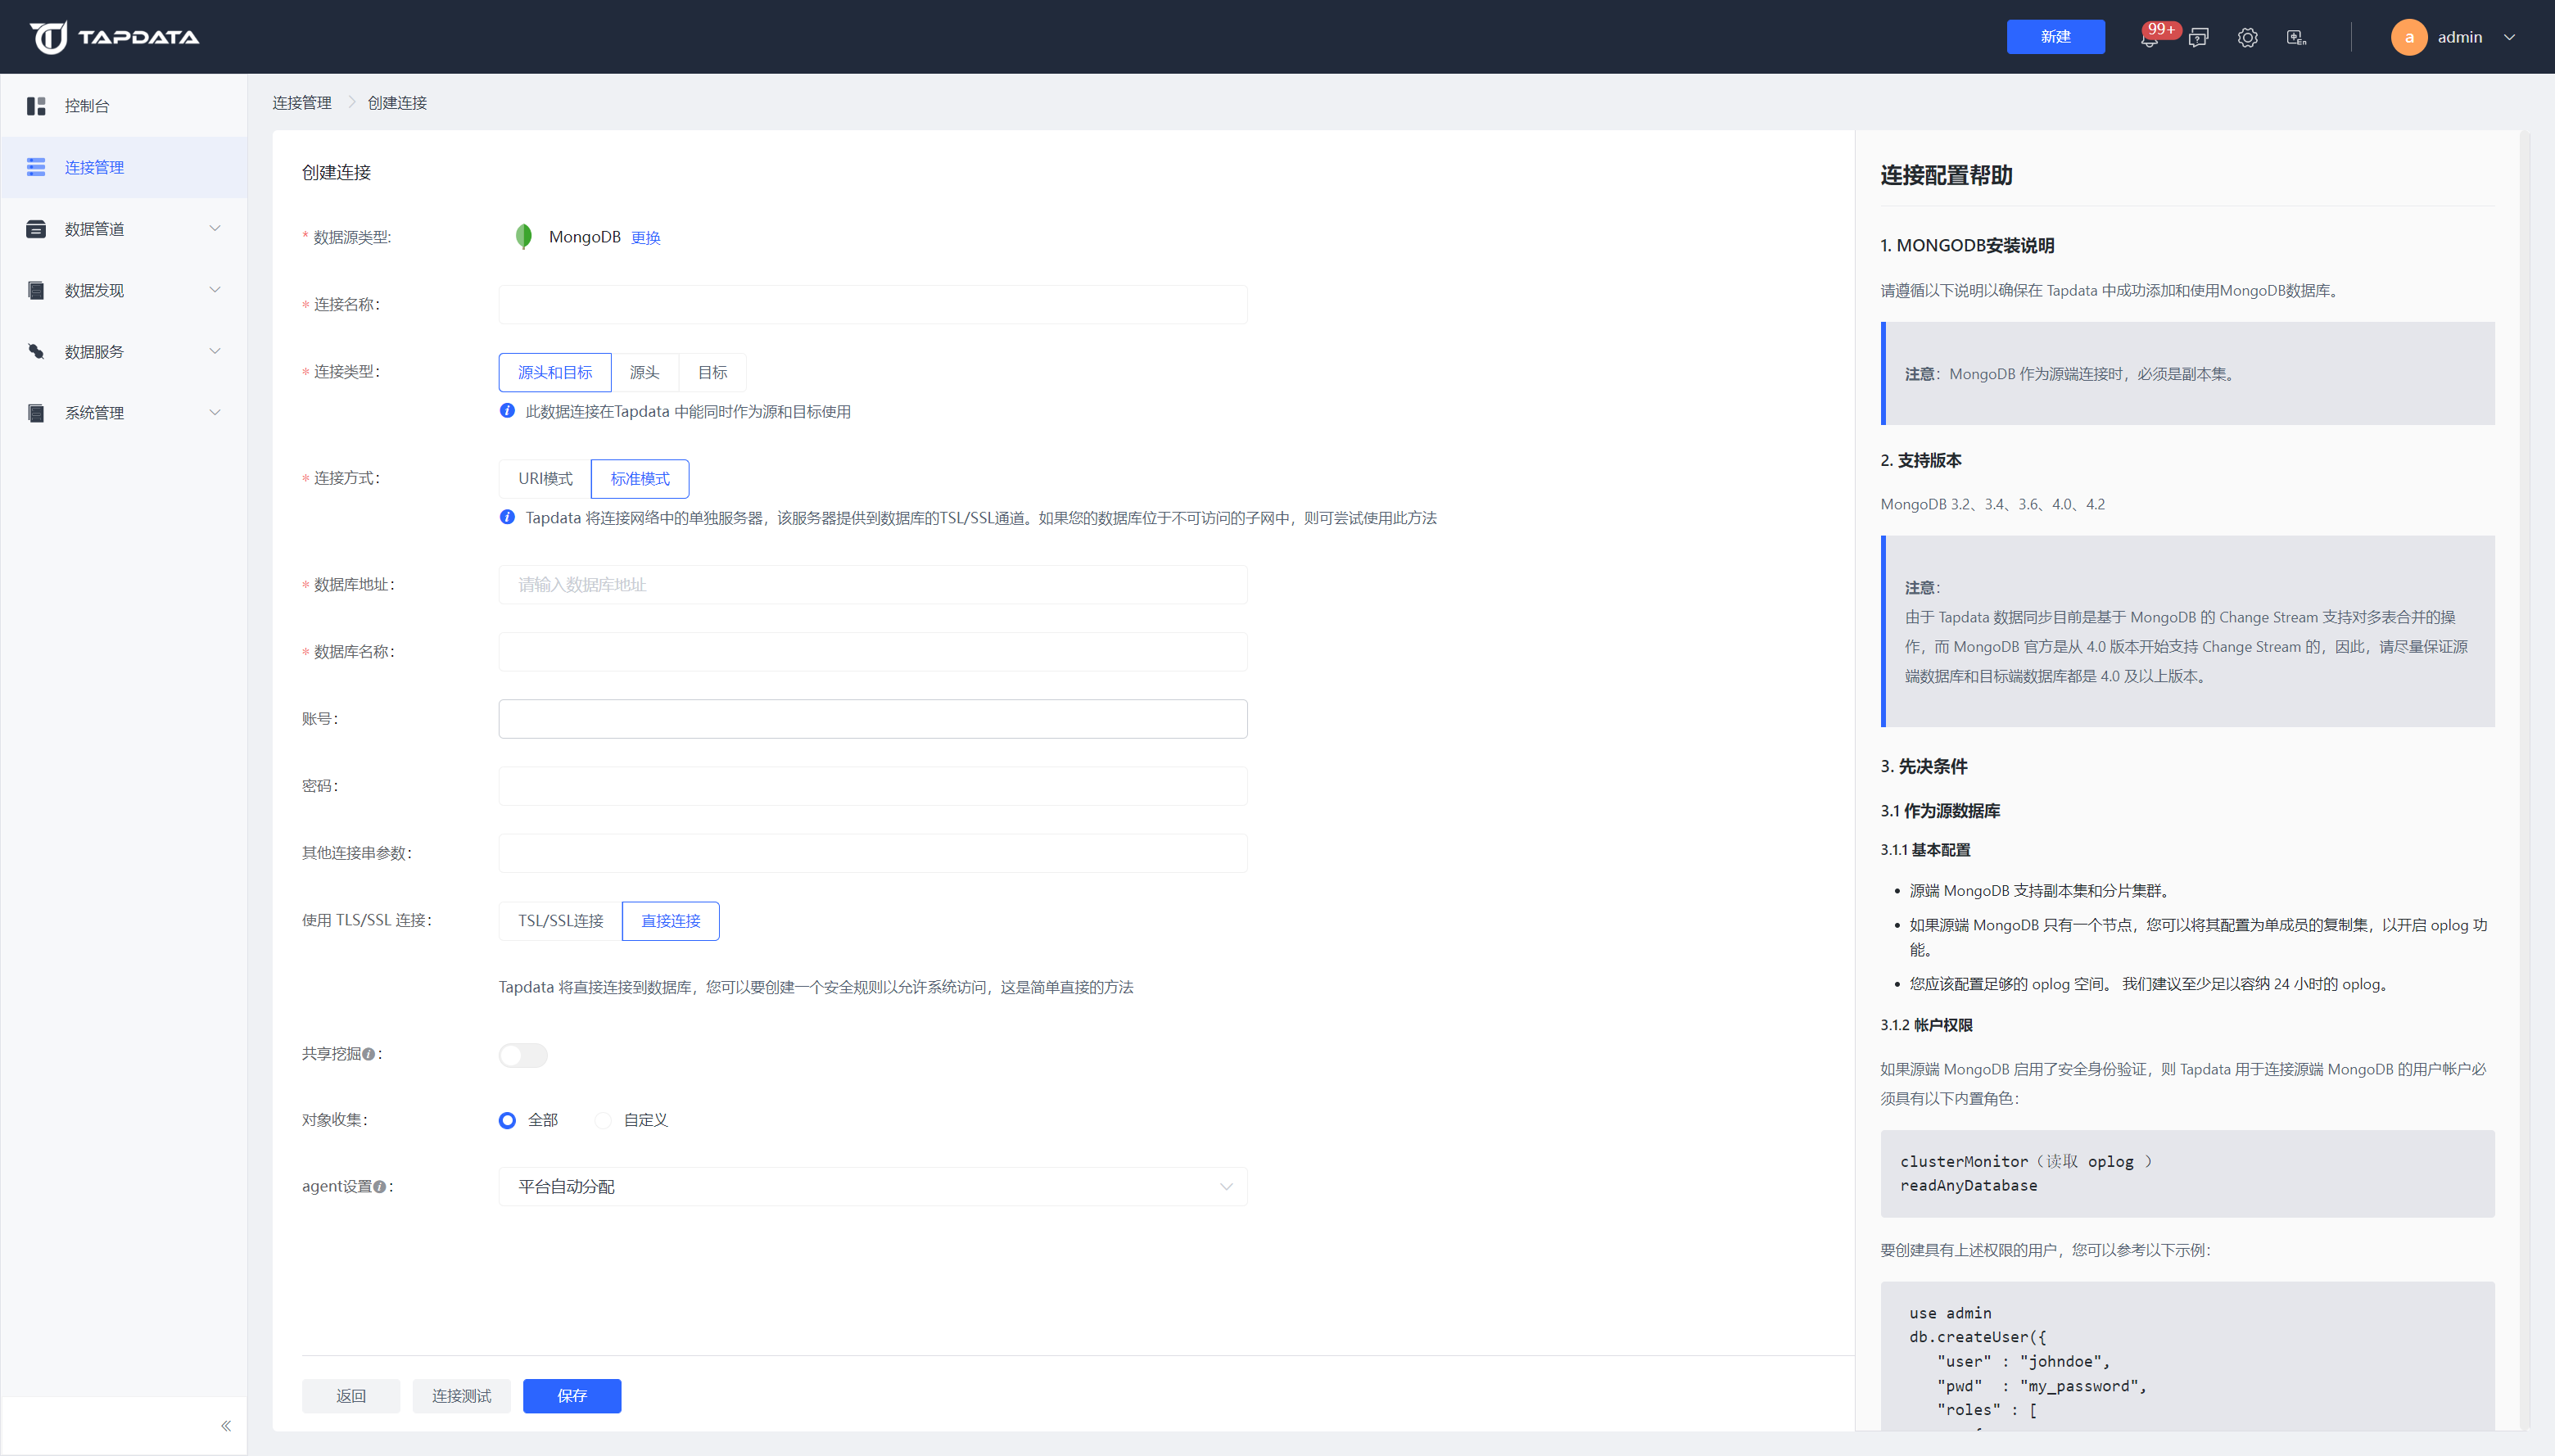 TAPDATA
新建
99+
a
admin
控制台
连接管理
数据管道
数据发现
数据服务
系统管理
连接管理
创建连接
创建连接
* 数据源类型:
MongoDB 更换
* 连接名称:
* 连接类型:
源头和目标 源头 目标
此数据连接在Tapdata 中能同时作为源和目标使用
* 连接方式:
URI模式 标准模式
Tapdata 将连接网络中的单独服务器，该服务器提供到数据库的TSL/SSL通道。如果您的数据库位于不可访问的子网中，则可尝试使用此方法
* 数据库地址:
请输入数据库地址
* 数据库名称:
账号:
密码:
其他连接串参数:
使用 TLS/SSL 连接:
TSL/SSL连接 直接连接
Tapdata 将直接连接到数据库，您可以要创建一个安全规则以允许系统访问，这是简单直接的方法
共享挖掘:
对象收集:
全部 自定义
agent设置:
平台自动分配
返回 连接测试 保存
连接配置帮助
1. MONGODB安装说明
请遵循以下说明以确保在 Tapdata 中成功添加和使用MongoDB数据库。
注意：MongoDB 作为源端连接时，必须是副本集。
2. 支持版本
MongoDB 3.2、3.4、3.6、4.0、4.2
注意：
由于 Tapdata 数据同步目前是基于 MongoDB 的 Change Stream 支持对多表合并的操
作，而 MongoDB 官方是从 4.0 版本开始支持 Change Stream 的，因此，请尽量保证源
端数据库和目标端数据库都是 4.0 及以上版本。
3. 先决条件
3.1 作为源数据库
3.1.1 基本配置
• 源端 MongoDB 支持副本集和分片集群。
• 如果源端 MongoDB 只有一个节点，您可以将其配置为单成员的复制集，以开启 oplog 功
能。
• 您应该配置足够的 oplog 空间。 我们建议至少足以容纳 24 小时的 oplog。
3.1.2 帐户权限
如果源端 MongoDB 启用了安全身份验证，则 Tapdata 用于连接源端 MongoDB 的用户帐户必
须具有以下内置角色：
clusterMonitor（读取 oplog ）
readAnyDatabase
要创建具有上述权限的用户，您可以参考以下示例：
use admin
db.createUser({
"user" : "johndoe",
"pwd"  : "my_password",
"roles" : [